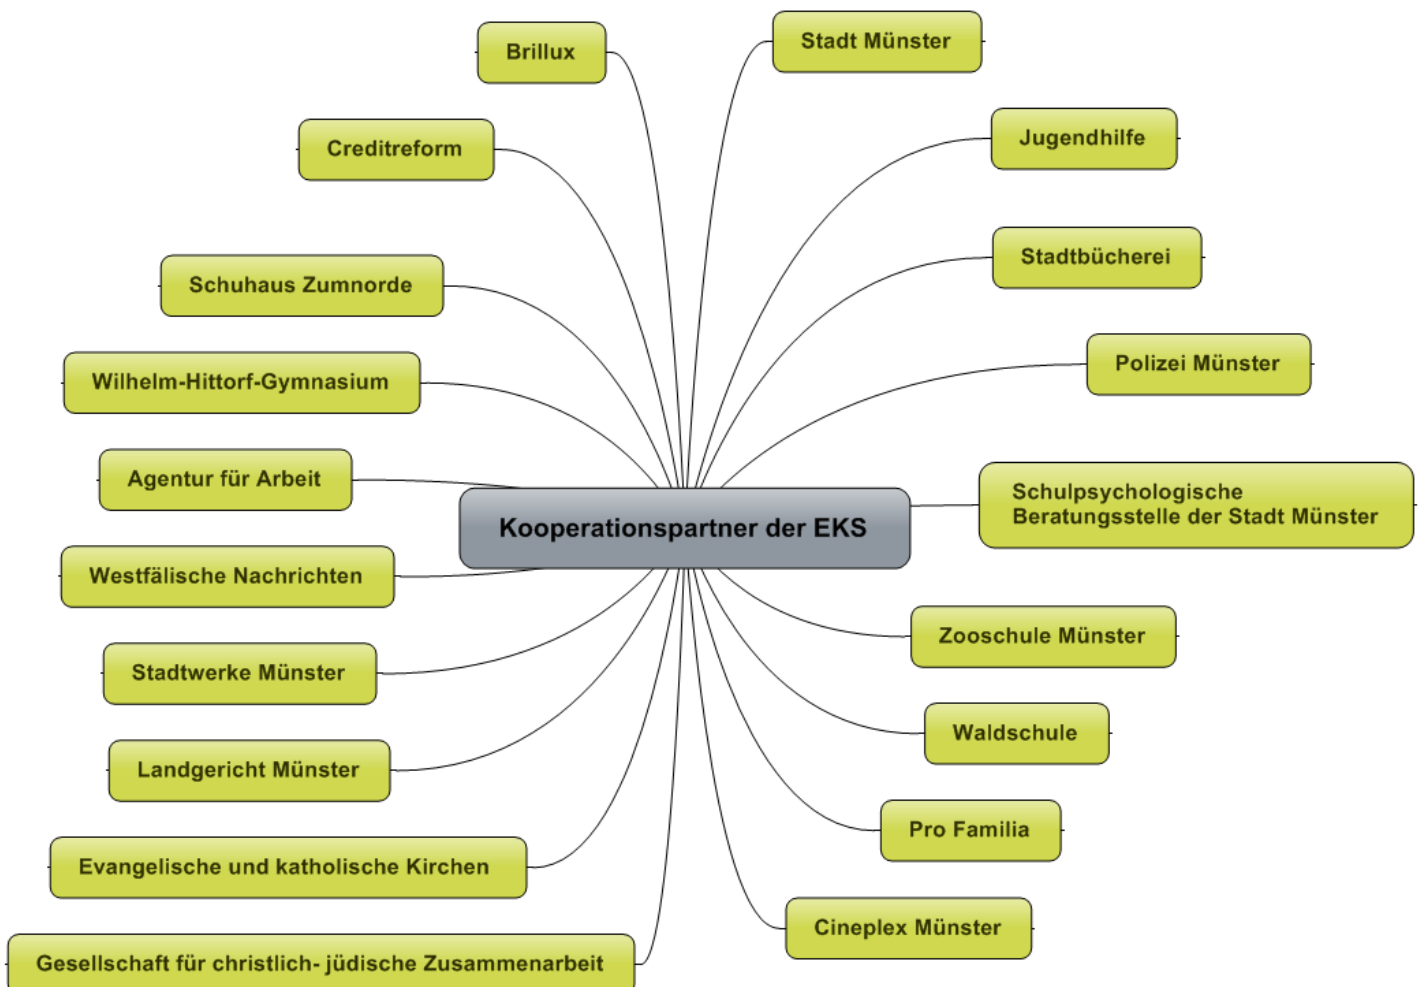 Brillux
Stadt Münster
Creditreform
Jugendhilfe
Schuhaus Zumnorde
Stadtbücherei
Wilhelm-Hittorf-Gymnasium
Polizei Münster
Agentur für Arbeit
Schulpsychologische
Beratungsstelle der Stadt Münster
Kooperationspartner der EKS
Westfälische Nachrichten
Zooschule Münster
Stadtwerke Münster
Waldschule
Landgericht Münster
Pro Familia
Evangelische und katholische Kirchen
Cineplex Münster
Gesellschaft für christlich- jüdische Zusammenarbeit